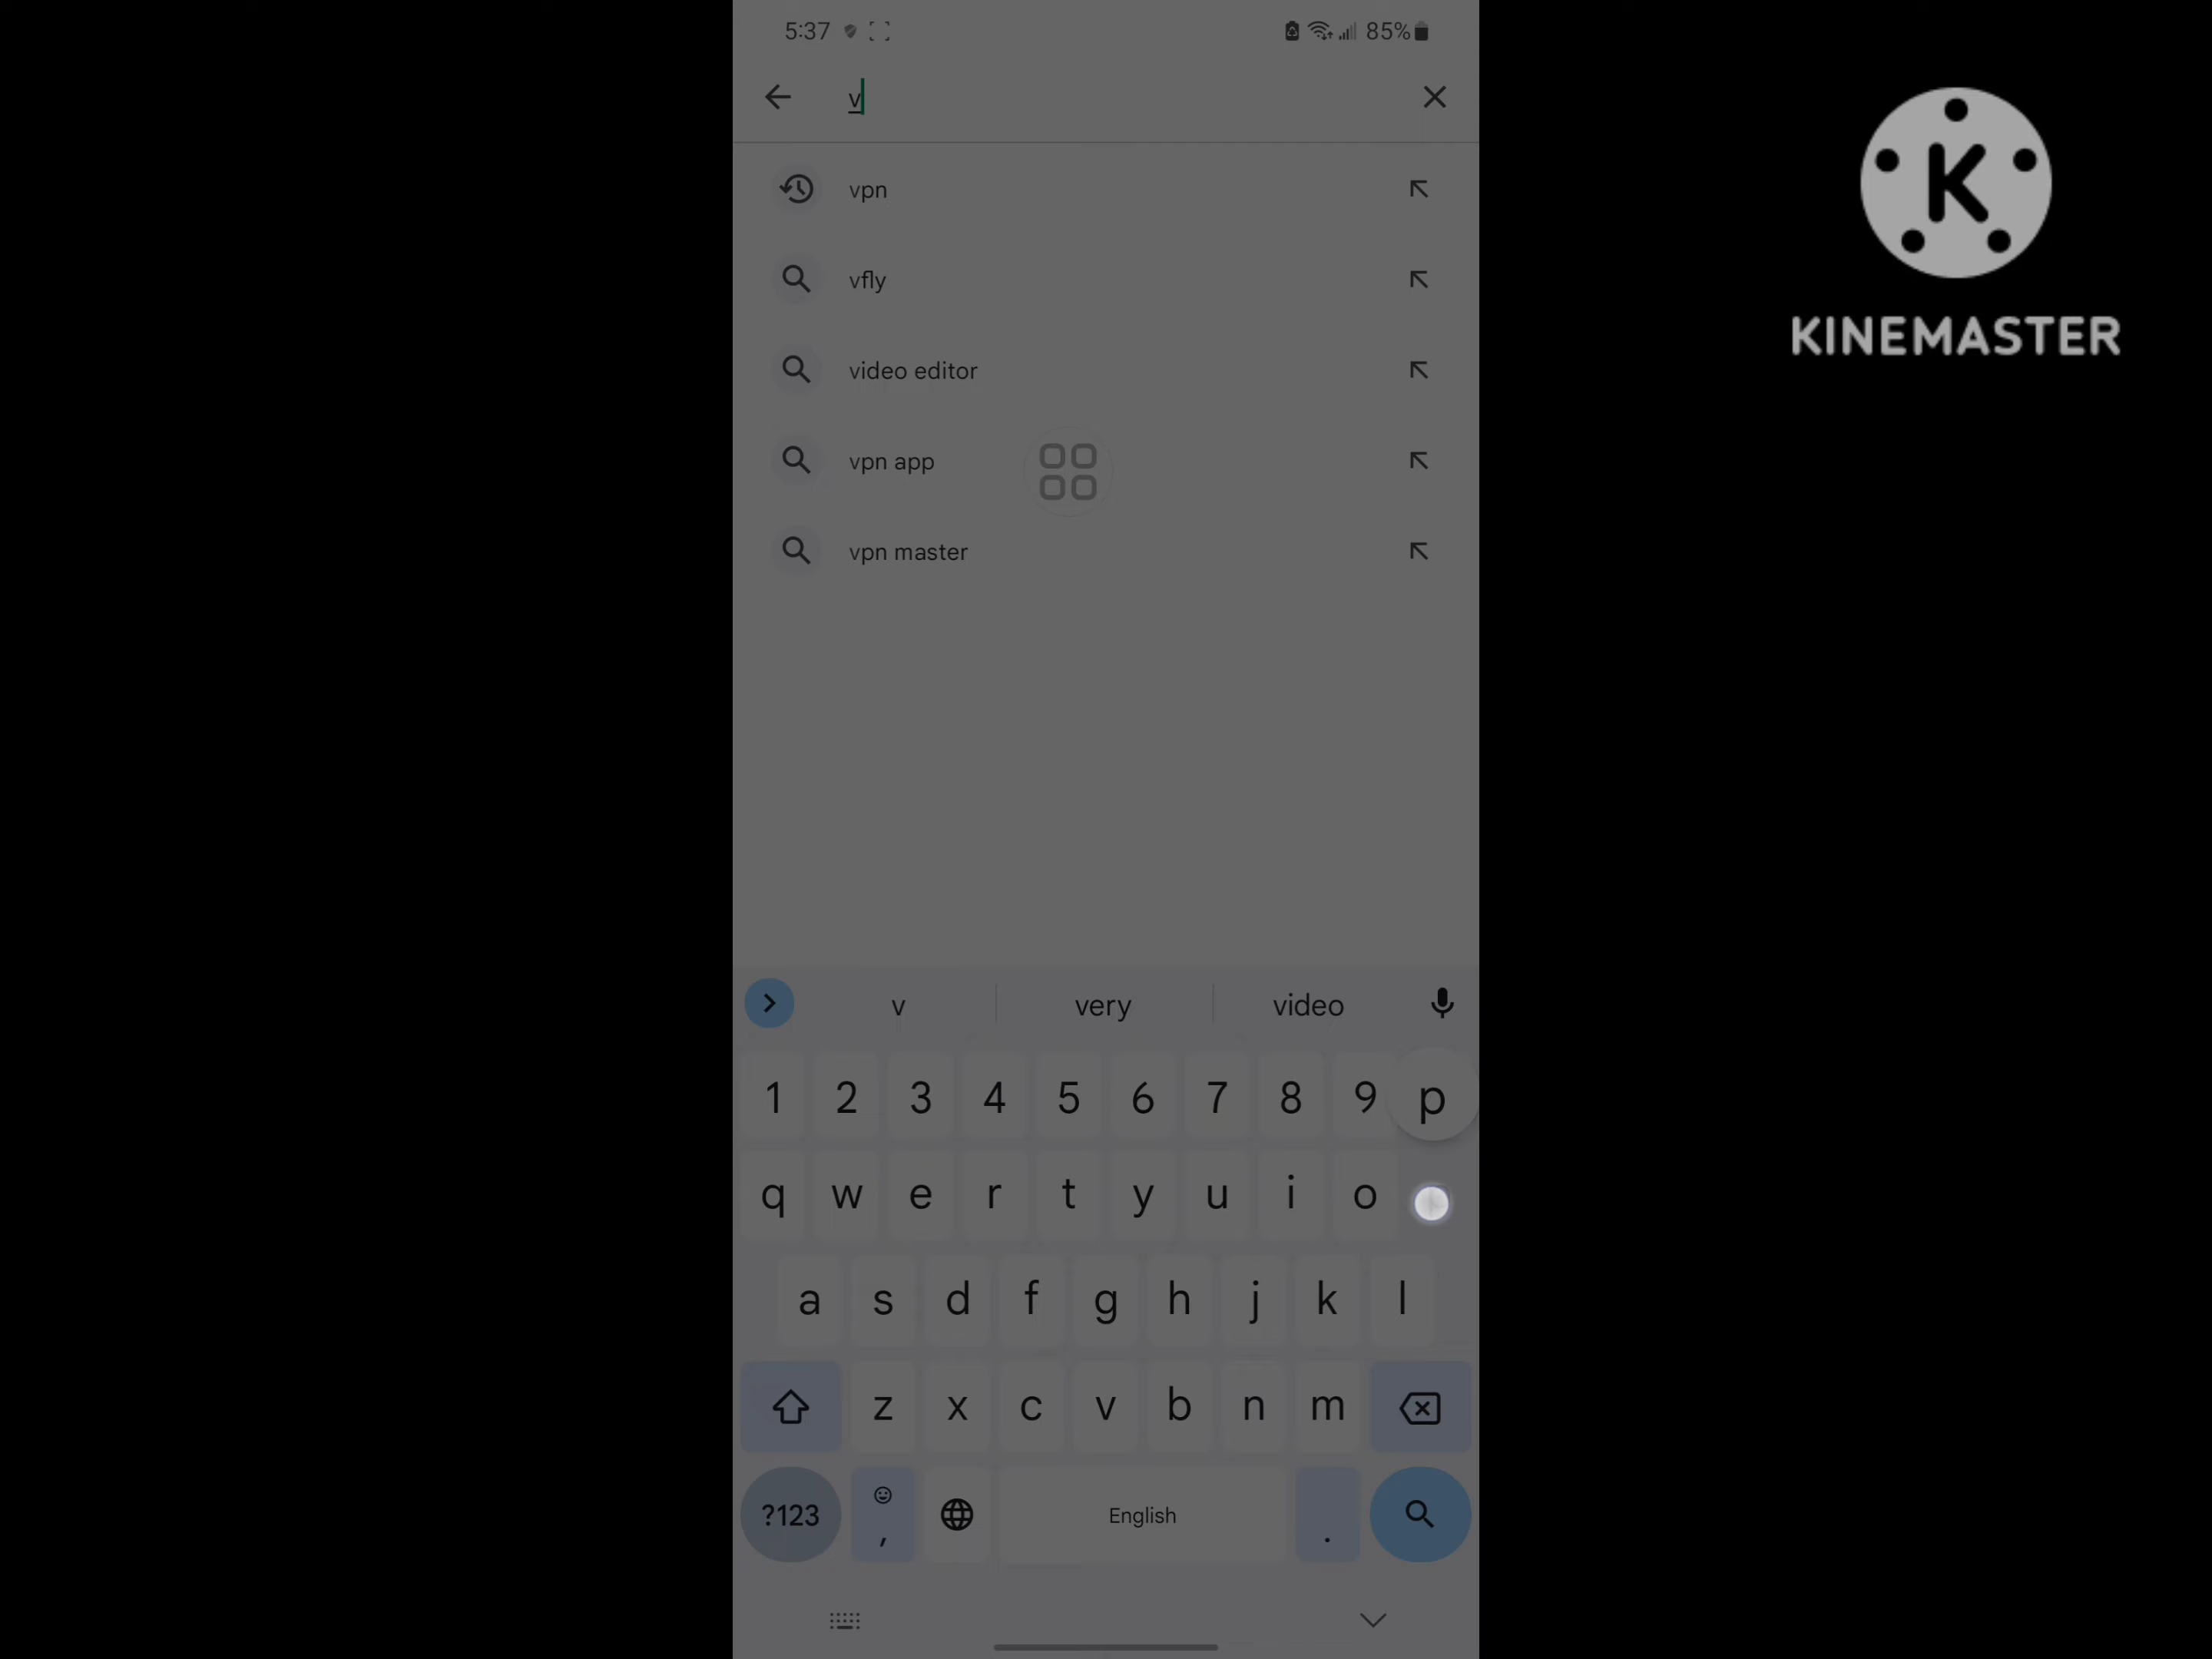 5:37
85%
v
vpn
vfly
video editor
vpn app
vpn master
K
KINEMASTER
v very video
1 2 3 4 5 6 7 8 9 p
q w e r t y u i o
a s d f g h j k l
z x c v b n m
?123 , English .